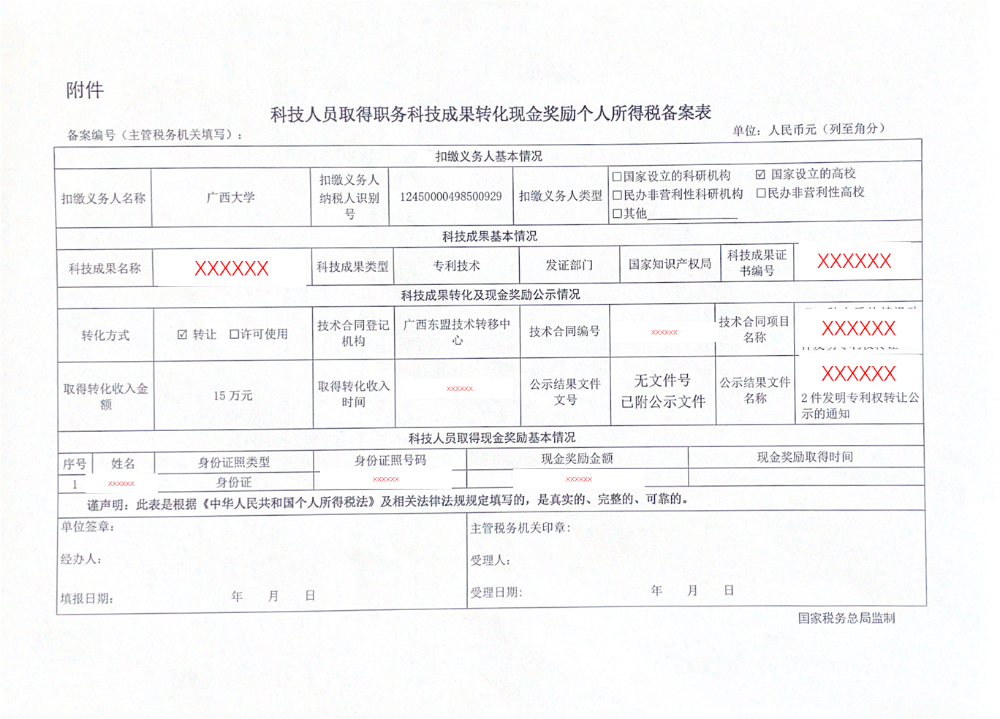 附件
科技人员取得职务科技成果转化现金奖励个人所得税备案表
备案编号（主管税务机关填写）：
单位：人民币元（列至角分）
扣缴义务人基本情况
扣缴义务人名称
广西大学
扣缴义务人
纳税人识别
号
12450000498500929
扣缴义务人类型
☐国家设立的科研机构 ☑ 国家设立的高校
☐民办非营利性科研机构 ☐民办非营利性高校
☐其他
科技成果基本情况
科技成果名称
XXXXXX
科技成果类型
专利技术
发证部门
国家知识产权局
科技成果证
书编号
XXXXXX
科技成果转化及现金奖励公示情况
转化方式
☑ 转让 ☐许可使用
技术合同登记
机构
广西东盟技术转移中
心
技术合同编号
XXXXXX
技术合同项目
名称
XXXXXX
取得转化收入金
额
15 万元
取得转化收入
时间
XXXXXX
公示结果文件
文号
无文件号
已附公示文件
公示结果文件
名称
XXXXXX
2 件发明专利权转让公
示的通知
科技人员取得现金奖励基本情况
序号 姓名 身份证照类型 身份证照号码 现金奖励金额 现金奖励取得时间
1 XXXXXX 身份证 XXXXXX XXXXXX
谨声明：此表是根据《中华人民共和国个人所得税法》及相关法律法规规定填写的，是真实的、完整的、可靠的。
单位签章：
经办人：
填报日期： 年 月 日
主管税务机关印章：
受理人：
受理日期： 年 月 日
国家税务总局监制